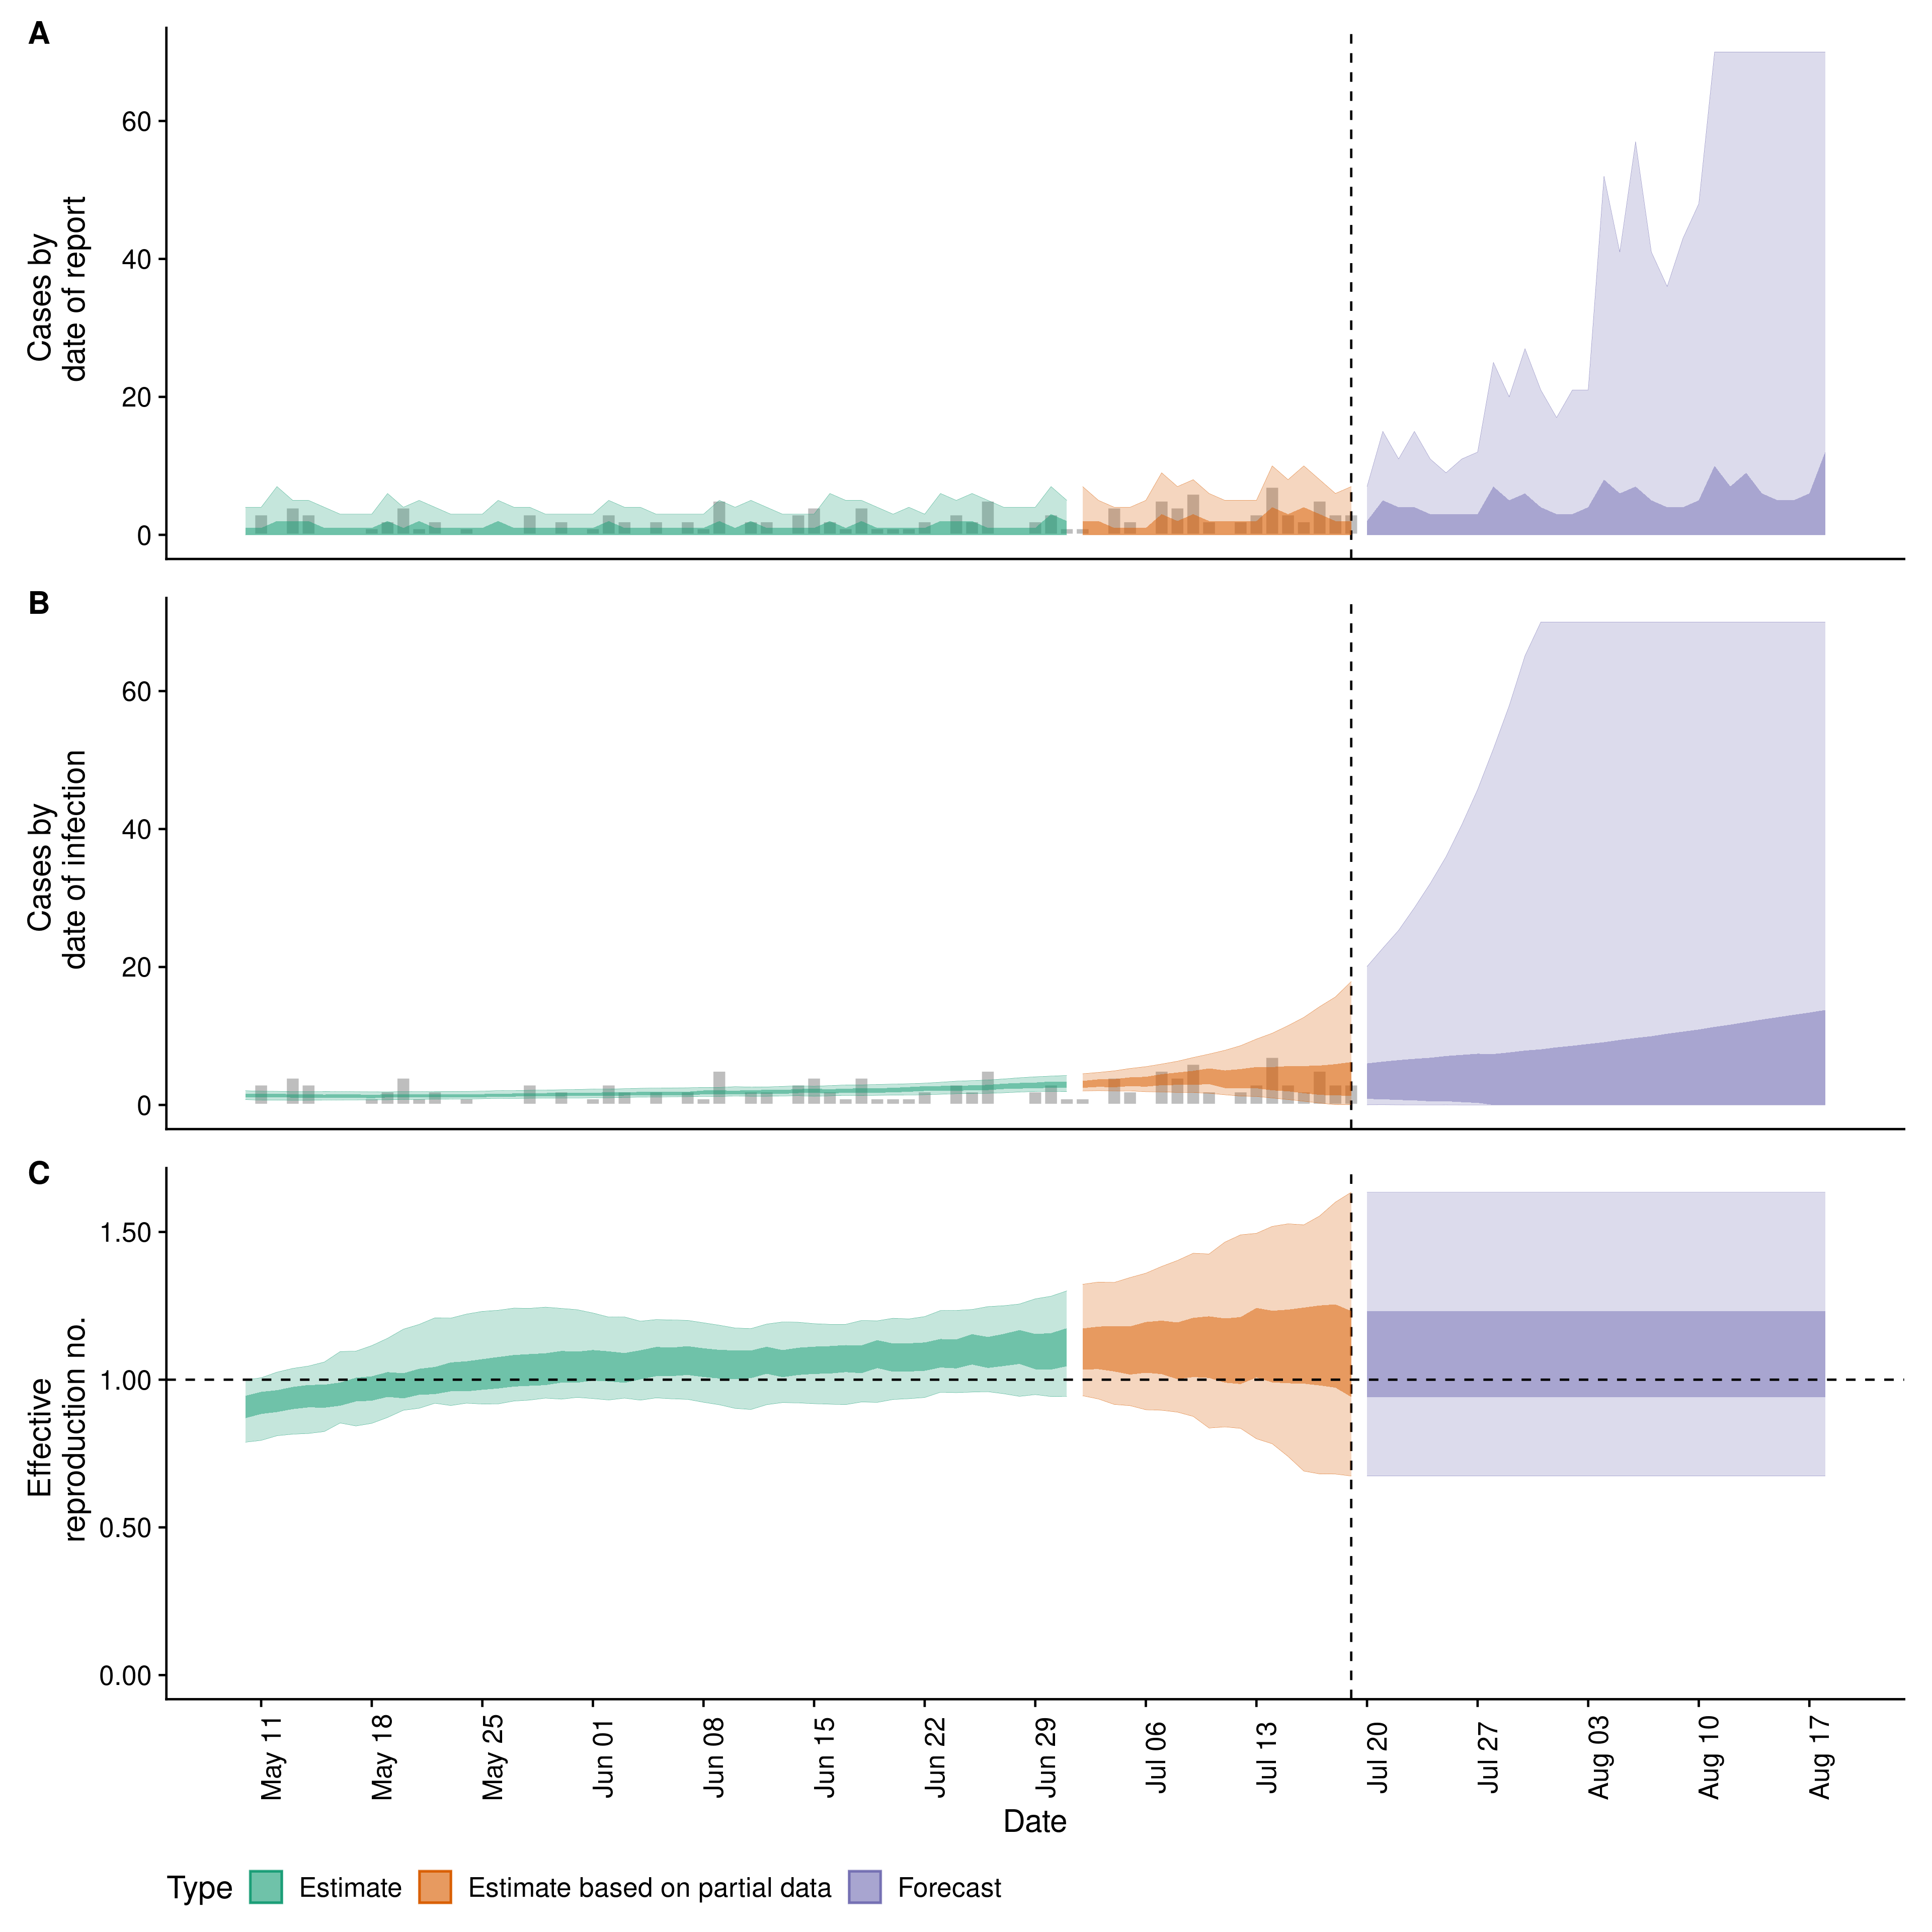 A
Cases by
date of report
60
40
20
0
B
Cases by
date of infection
60
40
20
0
C
Effective
reproduction no.
1.50
1.00
0.50
0.00
May 11
May 18
May 25
Jun 01
Jun 08
Jun 15
Jun 22
Jun 29
Jul 06
Jul 13
Jul 20
Jul 27
Aug 03
Aug 10
Aug 17
Date
Type Estimate Estimate based on partial data Forecast